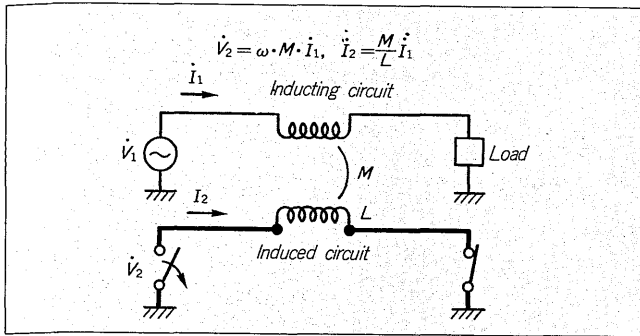 V̇₂ = ω·M·İ₁, İ₂ = M/L İ₁
İ₁
Inducting circuit
V̇₁
Load
M
I₂
L
V̇₂
Induced circuit